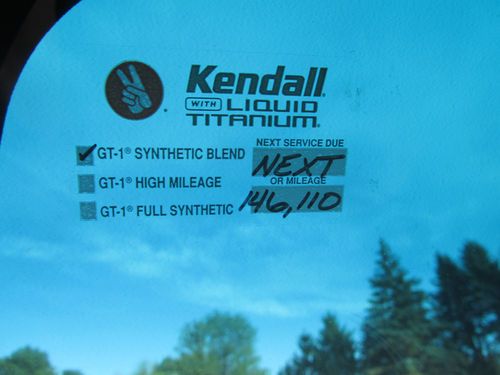 Kendall®
WITH LIQUID
TITANIUM®
NEXT SERVICE DUE
GT-1® SYNTHETIC BLEND
NEXT
OR MILEAGE
GT-1® HIGH MILEAGE
146,110
GT-1® FULL SYNTHETIC